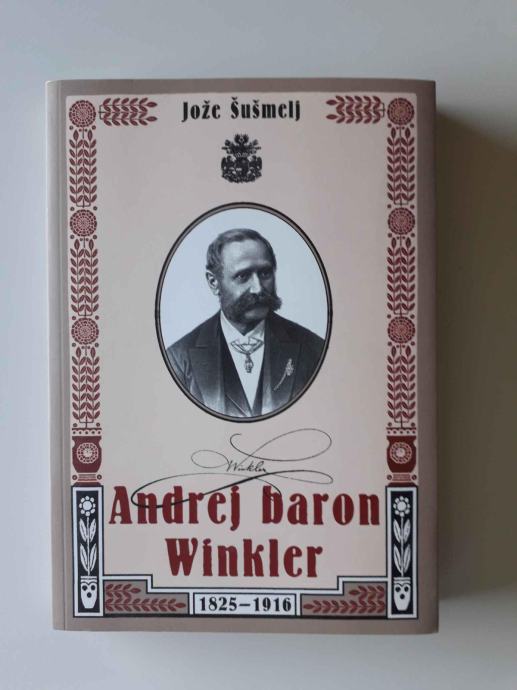 Jože Šušmelj
Winkler
Andrej baron
Winkler
1825–1916